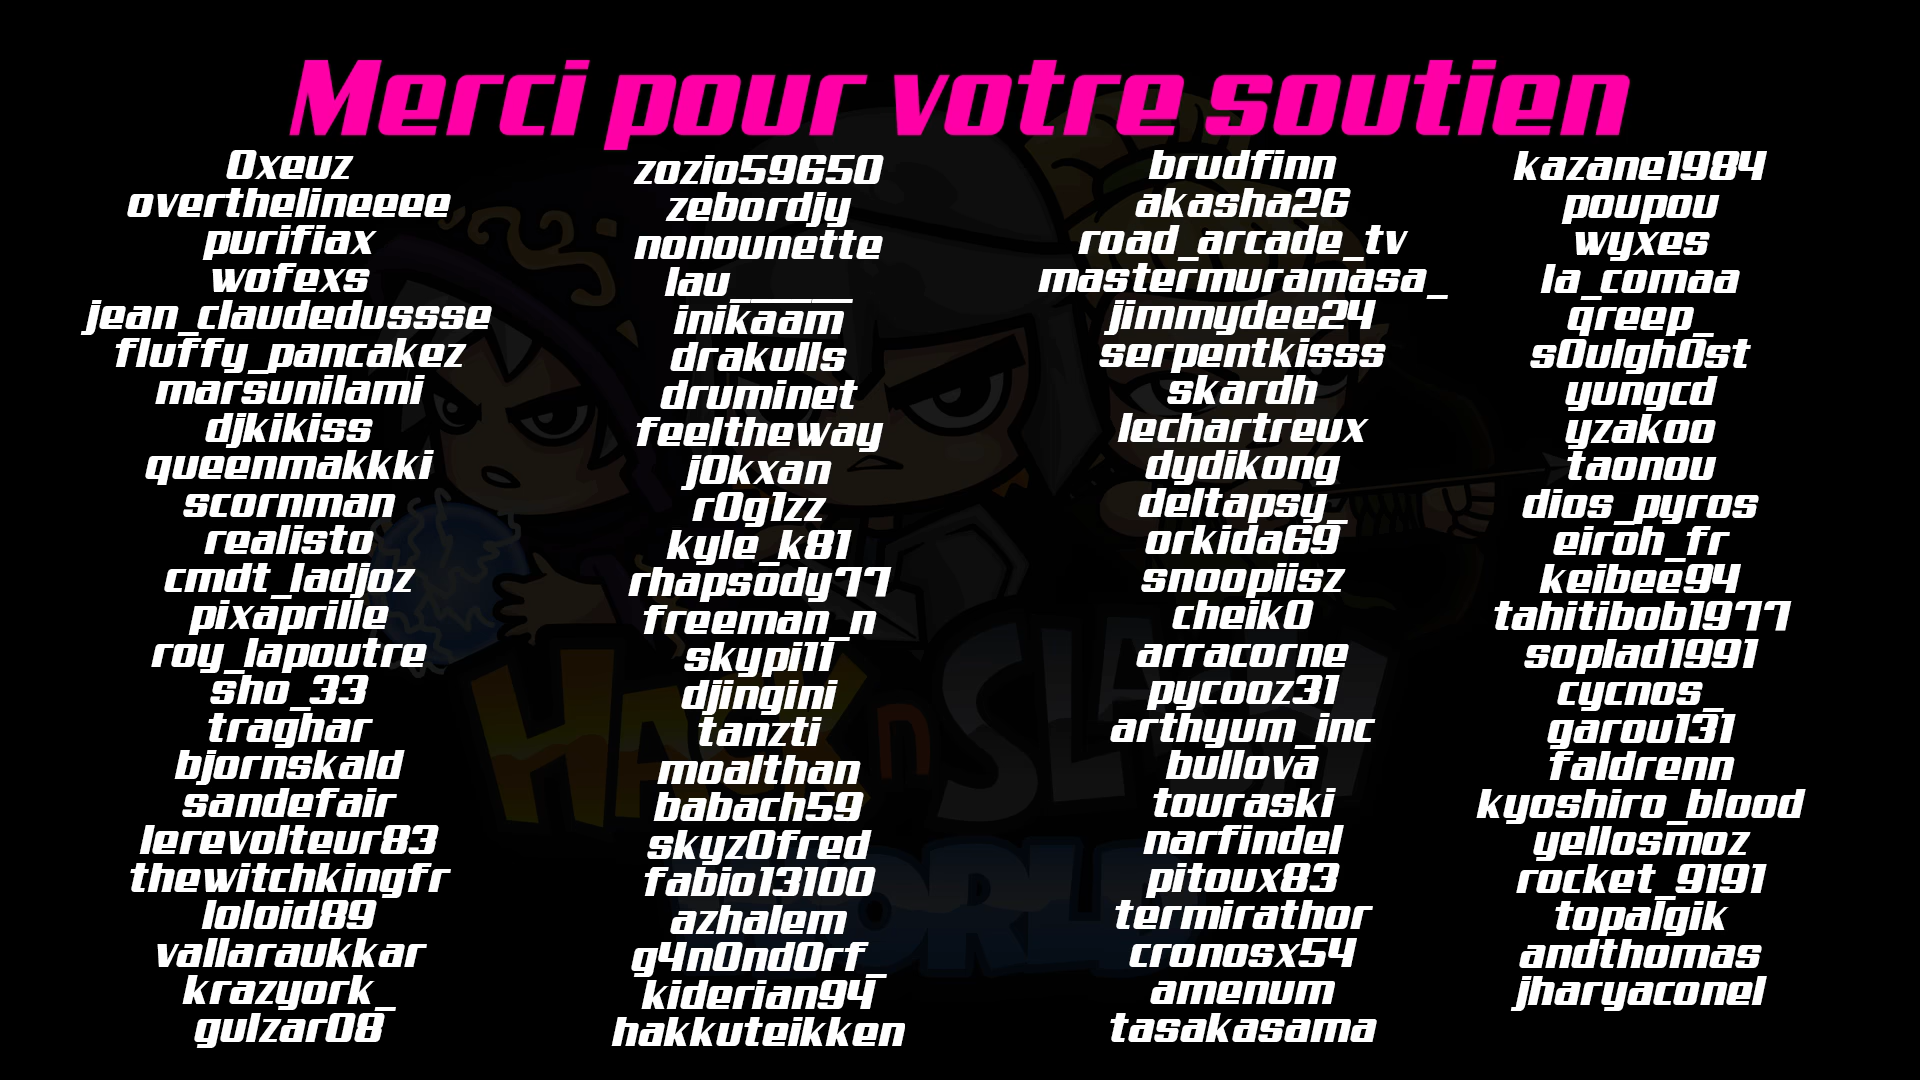 Merci pour votre soutien
0xeuz
overthelineeeee
purifiax
wofexs
jean_claudedussse
fluffy_pancakez
marsunilami
djkikiss
queenmakkki
scornman
realisto
cmdt_ladjoz
pixaprille
roy_lapoutre
sho_33
traghar
bjornskald
sandefair
lerevolteur83
thewitchkingfr
loloid89
vallaraukkar
krazyork_
gulzar08
zozio59650
zebordjy
nonounette
lau______
inikaam
drakulls
druminet
feeltheway
j0kxan
r0g1zz
kyle_k81
rhapsody77
freeman_n
skypi11
djingini
tanzti
moalthan
babach59
skyz0fred
fabio13100
azhalem
g4n0nd0rf_
kiderian94
hakkuteikken
brudfinn
akasha26
road_arcade_tv
mastermuramasa_
jimmydee24
serpentkisss
skardh
lechartreux
dydikong
deltapsy_
orkida69
snoopiisz
cheik0
arracorne
pycooz31
arthyum_inc
bullova
touraski
narfindel
pitoux83
termirathor
cronosx54
amenum
tasakasama
kazane1984
poupou
wyxes
la_comaa
qreep_
s0ulgh0st
yungcd
yzakoo
taonou
dios_pyros
eiroh_fr
keibee94
tahitibob1977
soplad1991
cycnos_
garou131
faldrenn
kyoshiro_blood
yellosmoz
rocket_9191
topalgik
andthomas
jharyaconel
HACK n SLASH
WORLD